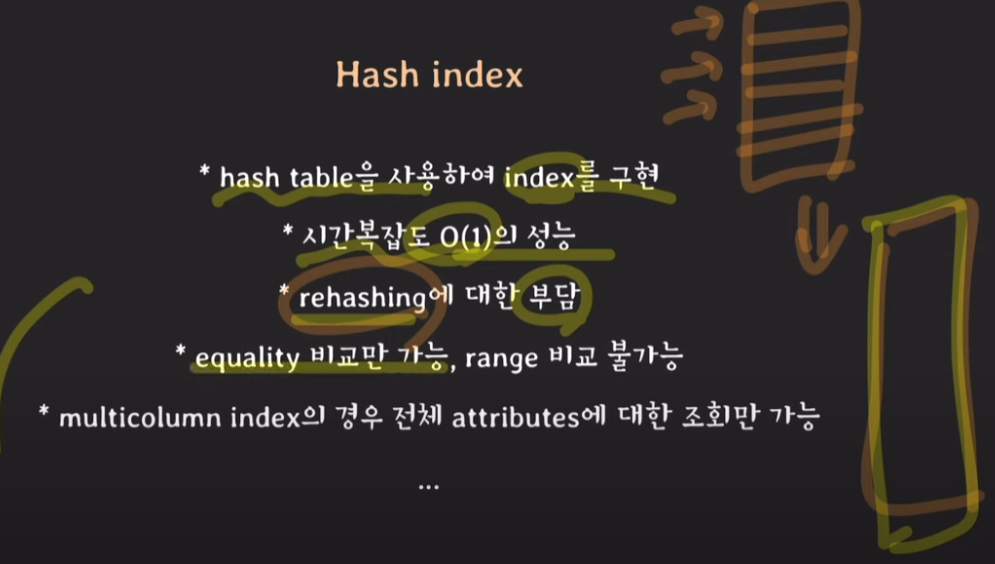 Hash index
* hash table을 사용하여 index를 구현
* 시간복잡도 O(1)의 성능
* rehashing에 대한 부담
* equality 비교만 가능, range 비교 불가능
* multicolumn index의 경우 전체 attributes에 대한 조회만 가능
...